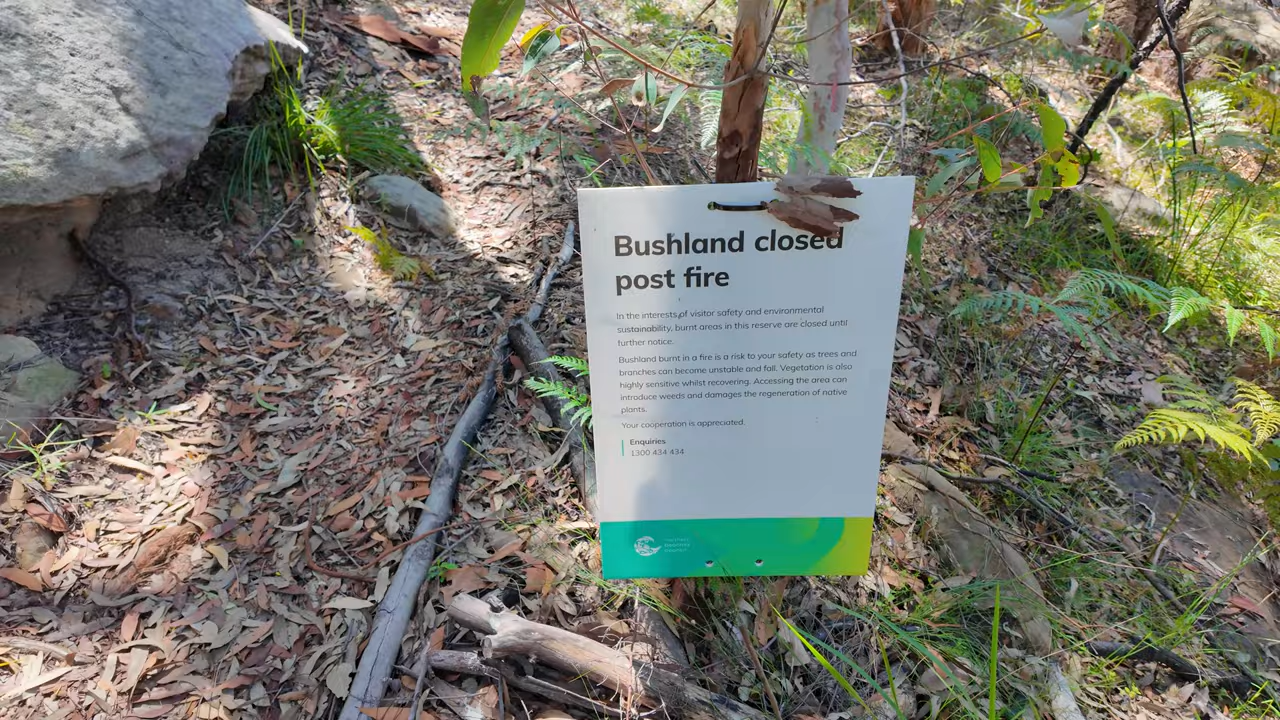 Bushland closed
post fire
In the interests of visitor safety and environmental
sustainability, burnt areas in this reserve are closed until
further notice.
Bushland burnt in a fire is a risk to your safety as trees and
branches can become unstable and fall. Vegetation is also
highly sensitive whilst recovering. Accessing the area can
introduce weeds and damages the regeneration of native
plants.
Your cooperation is appreciated.
Enquiries
1300 434 434
northern
beaches
council